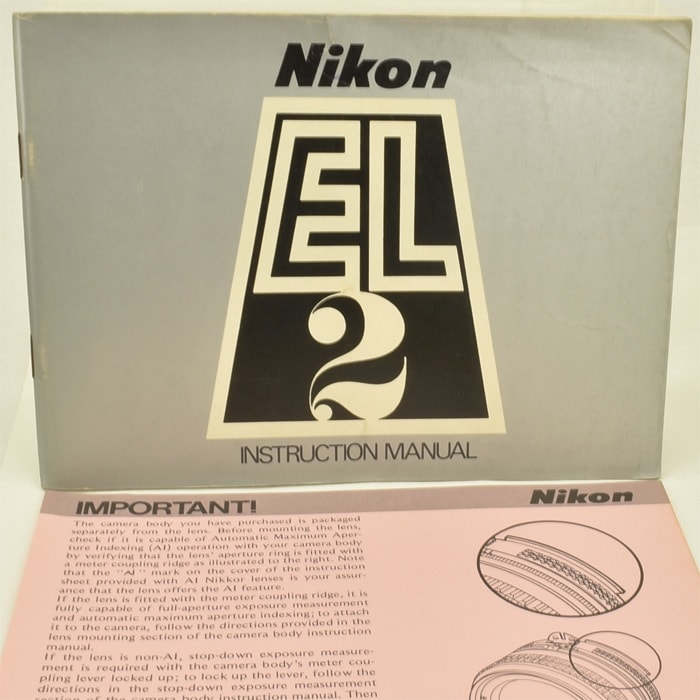 Nikon
EL
2
INSTRUCTION MANUAL
IMPORTANT!
Nikon
The camera body you have purchased is packaged
separately from the lens. Before mounting the lens,
check if it is capable of Automatic Maximum Aper-
ture Indexing (AI) operation with your camera body
by verifying that the lens' aperture ring is fitted with
a meter coupling ridge as illustrated to the right. Note
that the "AI" mark on the cover of the instruction
sheet provided with AI Nikkor lenses is your assur-
ance that the lens offers the AI feature.
If the lens is fitted with the meter coupling ridge, it is
fully capable of full-aperture exposure measurement
and automatic maximum aperture indexing; to attach
it to the camera, follow the directions provided in the
lens mounting section of the camera body instruction
manual.
If the lens is non-AI, stop-down exposure measure-
ment is required with the camera body's meter cou-
pling lever locked up; to lock up the lever, follow the
directions in the stop-down exposure measurement
section of the camera body instruction manual. Then